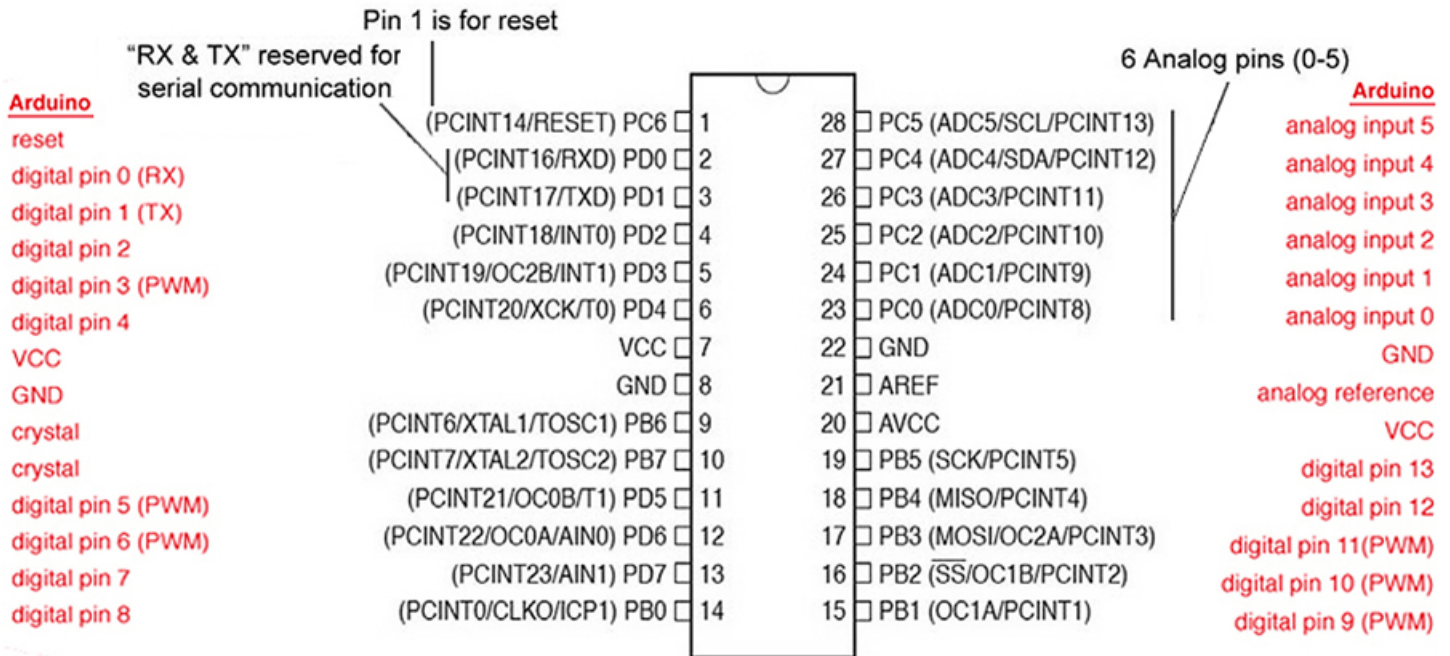 Pin 1 is for reset
“RX & TX” reserved for
serial communication
6 Analog pins (0-5)
Arduino
reset
digital pin 0 (RX)
digital pin 1 (TX)
digital pin 2
digital pin 3 (PWM)
digital pin 4
VCC
GND
crystal
crystal
digital pin 5 (PWM)
digital pin 6 (PWM)
digital pin 7
digital pin 8
(PCINT14/RESET) PC6 1
(PCINT16/RXD) PD0 2
(PCINT17/TXD) PD1 3
(PCINT18/INT0) PD2 4
(PCINT19/OC2B/INT1) PD3 5
(PCINT20/XCK/T0) PD4 6
VCC 7
GND 8
(PCINT6/XTAL1/TOSC1) PB6 9
(PCINT7/XTAL2/TOSC2) PB7 10
(PCINT21/OC0B/T1) PD5 11
(PCINT22/OC0A/AIN0) PD6 12
(PCINT23/AIN1) PD7 13
(PCINT0/CLKO/ICP1) PB0 14
28 PC5 (ADC5/SCL/PCINT13)
27 PC4 (ADC4/SDA/PCINT12)
26 PC3 (ADC3/PCINT11)
25 PC2 (ADC2/PCINT10)
24 PC1 (ADC1/PCINT9)
23 PC0 (ADC0/PCINT8)
22 GND
21 AREF
20 AVCC
19 PB5 (SCK/PCINT5)
18 PB4 (MISO/PCINT4)
17 PB3 (MOSI/OC2A/PCINT3)
16 PB2 (SS/OC1B/PCINT2)
15 PB1 (OC1A/PCINT1)
Arduino
analog input 5
analog input 4
analog input 3
analog input 2
analog input 1
analog input 0
GND
analog reference
VCC
digital pin 13
digital pin 12
digital pin 11(PWM)
digital pin 10 (PWM)
digital pin 9 (PWM)